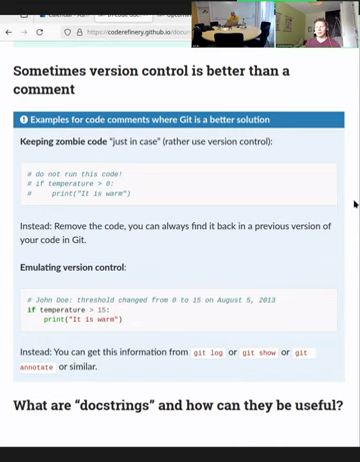 https://coderefinery.github.io/docu
Sometimes version control is better than a
comment
Examples for code comments where Git is a better solution
Keeping zombie code "just in case" (rather use version control):
# do not run this code!
# if temperature > 0:
#     print("It is warm")
Instead: Remove the code, you can always find it back in a previous version of
your code in Git.
Emulating version control:
# John Doe: threshold changed from 0 to 15 on August 5, 2013
if temperature > 15:
    print("It is warm")
Instead: You can get this information from git log or git show or git
annotate or similar.
What are "docstrings" and how can they be useful?